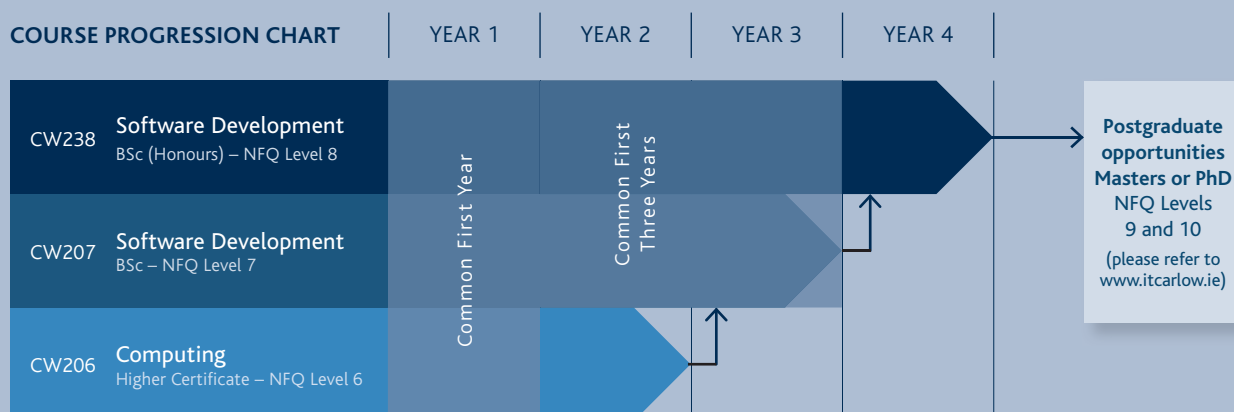 COURSE PROGRESSION CHART
YEAR 1
YEAR 2
YEAR 3
YEAR 4
CW238
Software Development
BSc (Honours) – NFQ Level 8
CW207
Software Development
BSc – NFQ Level 7
CW206
Computing
Higher Certificate – NFQ Level 6
Common First Year
Common First
Three Years
Postgraduate
opportunities
Masters or PhD
NFQ Levels
9 and 10
(please refer to
www.itcarlow.ie)